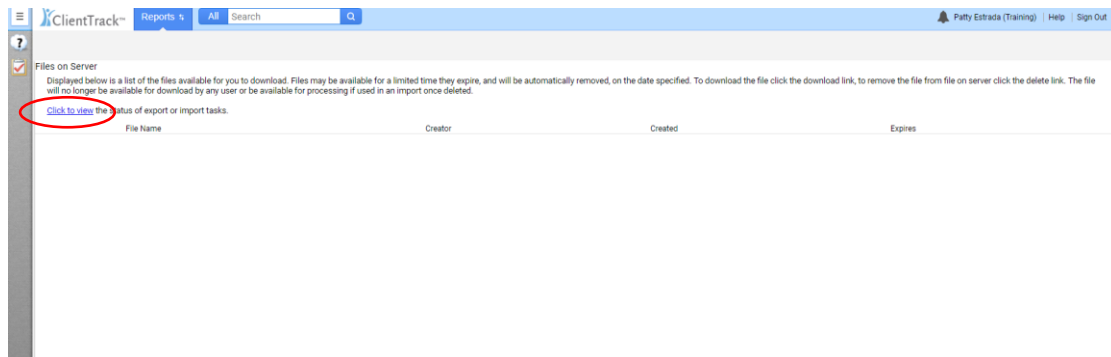 ClientTrack™ Reports All Search Patty Estrada (Training) Help Sign Out
?
Files on Server
Displayed below is a list of the files available for you to download. Files may be available for a limited time they expire, and will be automatically removed, on the date specified. To download the file click the download link, to remove the file from file on server click the delete link. The file
will no longer be available for download by any user or be available for processing if used in an import once deleted.
Click to view the status of export or import tasks.
File Name Creator Created Expires